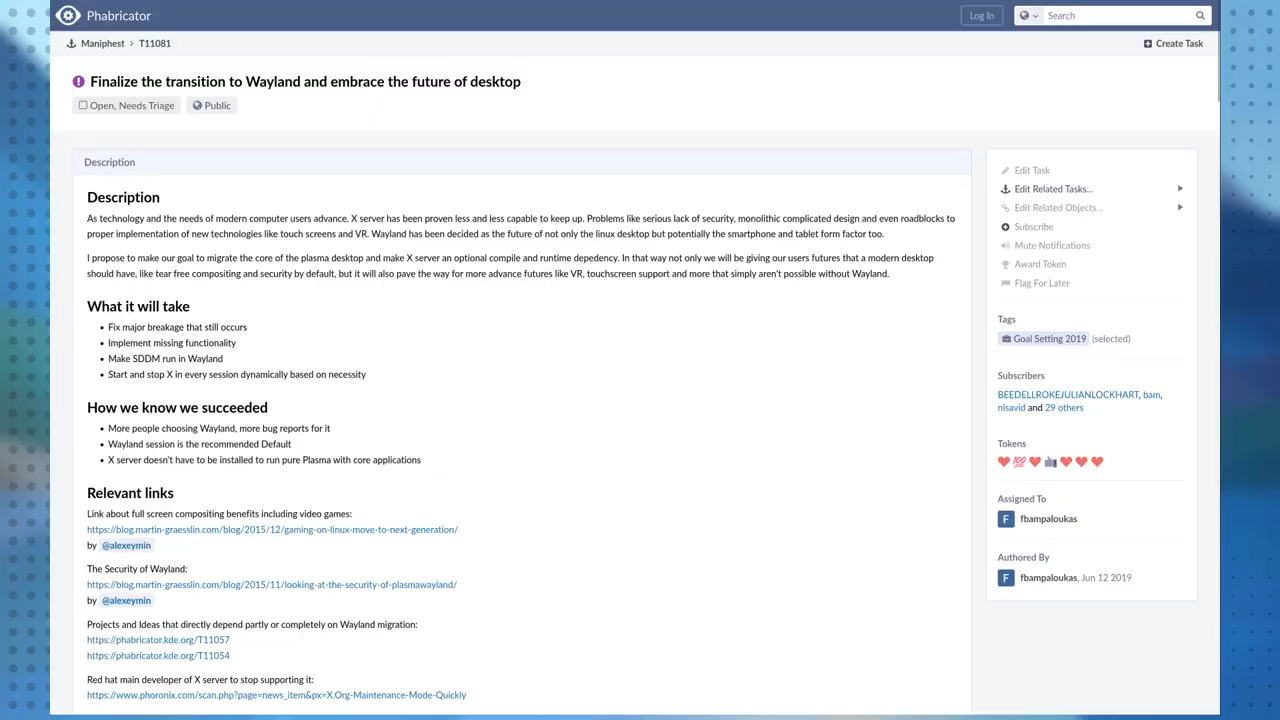 Phabricator
Log In
Search
Maniphest > T11081
Create Task
Finalize the transition to Wayland and embrace the future of desktop
Open, Needs Triage
Public
Description
Description
As technology and the needs of modern computer users advance, X server has been proven less and less capable to keep up. Problems like serious lack of security, monolithic complicated design and even roadblocks to
proper implementation of new technologies like touch screens and VR. Wayland has been decided as the future of not only the linux desktop but potentially the smartphone and tablet form factor too.
I propose to make our goal to migrate the core of the plasma desktop and make X server an optional compile and runtime depedency. In that way not only we will be giving our users futures that a modern desktop
should have, like tear free compositing and security by default, but it will also pave the way for more advance futures like VR, touchscreen support and more that simply aren't possible without Wayland.
What it will take
• Fix major breakage that still occurs
• Implement missing functionality
• Make SDDM run in Wayland
• Start and stop X in every session dynamically based on necessity
How we know we succeeded
• More people choosing Wayland, more bug reports for it
• Wayland session is the recommended Default
• X server doesn't have to be installed to run pure Plasma with core applications
Relevant links
Link about full screen compositing benefits including video games:
https://blog.martin-graesslin.com/blog/2015/12/gaming-on-linux-move-to-next-generation/
by @alexeymin
The Security of Wayland:
https://blog.martin-graesslin.com/blog/2015/11/looking-at-the-security-of-plasmawayland/
by @alexeymin
Projects and Ideas that directly depend partly or completely on Wayland migration:
https://phabricator.kde.org/T11057
https://phabricator.kde.org/T11054
Red hat main developer of X server to stop supporting it:
https://www.phoronix.com/scan.php?page=news_item&px=X.Org-Maintenance-Mode-Quickly
Edit Task
Edit Related Tasks...
Edit Related Objects...
Subscribe
Mute Notifications
Award Token
Flag For Later
Tags
Goal Setting 2019 (selected)
Subscribers
BEEDELLROKEJULIANLOCKHART, bam,
nisavid and 29 others
Tokens
100
Assigned To
F fbampaloukas
Authored By
F fbampaloukas, Jun 12 2019